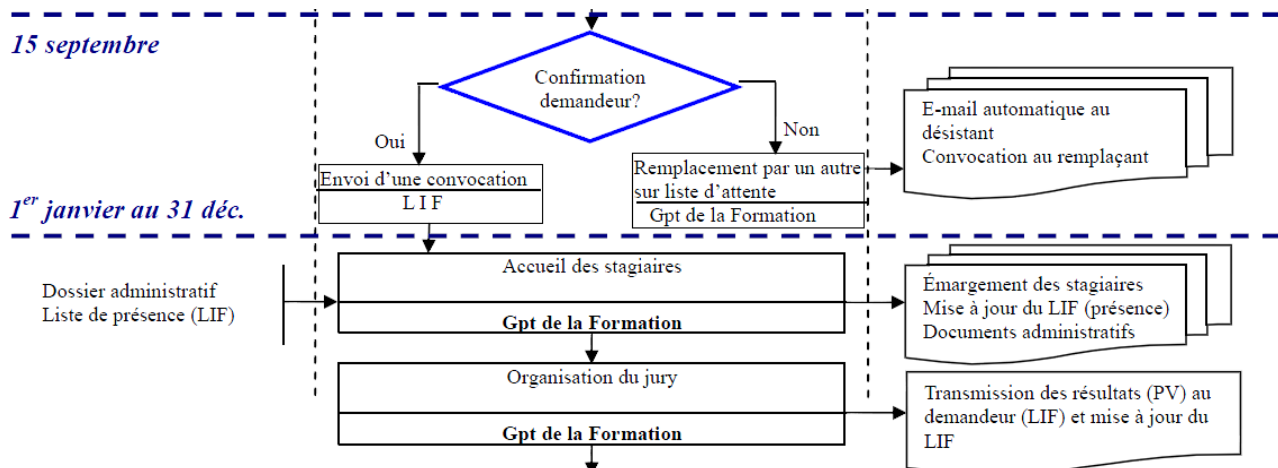 15 septembre
Confirmation
demandeur?
Oui
Non
E-mail automatique au
désistant
Convocation au remplaçant
Envoi d’une convocation
L I F
Remplacement par un autre
sur liste d’attente
Gpt de la Formation
1er janvier au 31 déc.
Accueil des stagiaires
Gpt de la Formation
Dossier administratif
Liste de présence (LIF)
Émargement des stagiaires
Mise à jour du LIF (présence)
Documents administratifs
Organisation du jury
Gpt de la Formation
Transmission des résultats (PV) au
demandeur (LIF) et mise à jour du
LIF